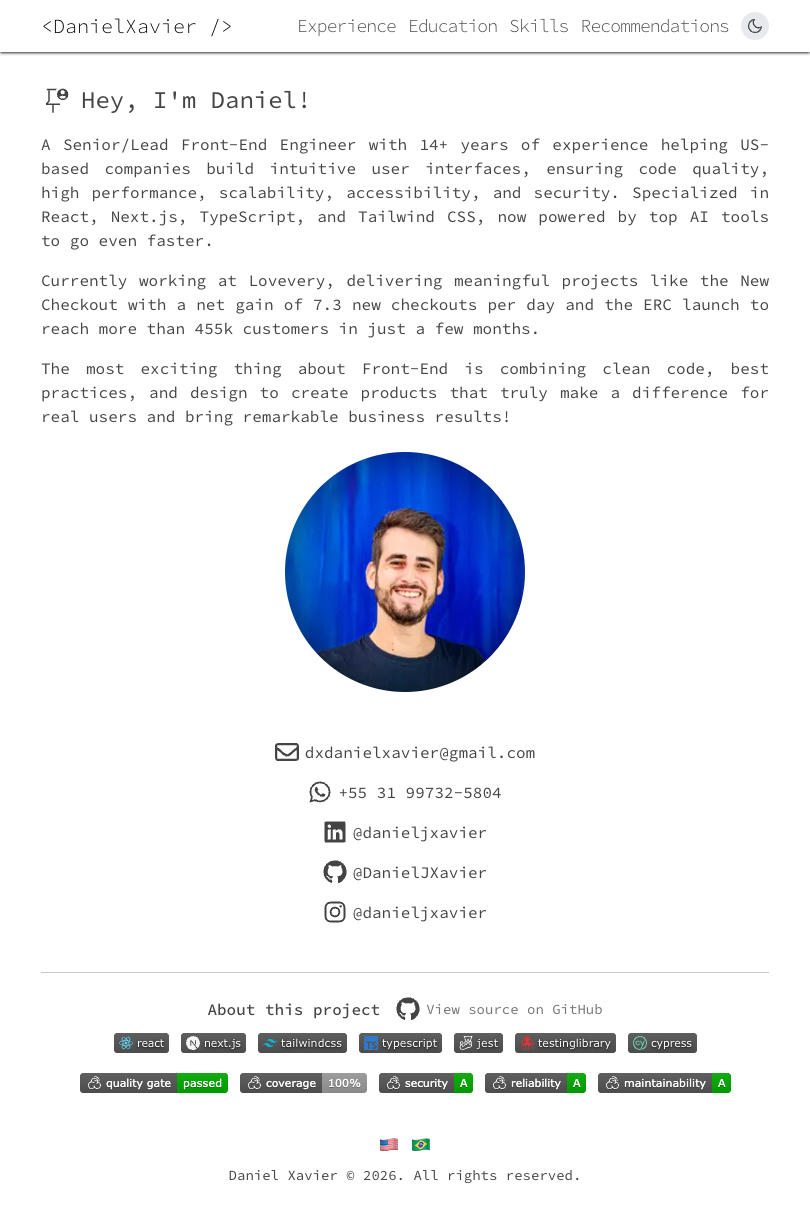 <DanielXavier />
Experience Education Skills Recommendations
Hey, I'm Daniel!
A Senior/Lead Front-End Engineer with 14+ years of experience helping US-
based companies build intuitive user interfaces, ensuring code quality,
high performance, scalability, accessibility, and security. Specialized in
React, Next.js, TypeScript, and Tailwind CSS, now powered by top AI tools
to go even faster.
Currently working at Lovevery, delivering meaningful projects like the New
Checkout with a net gain of 7.3 new checkouts per day and the ERC launch to
reach more than 455k customers in just a few months.
The most exciting thing about Front-End is combining clean code, best
practices, and design to create products that truly make a difference for
real users and bring remarkable business results!
dxdanielxavier@gmail.com
+55 31 99732-5804
@danieljxavier
@DanielJXavier
@danieljxavier
About this project View source on GitHub
react next.js tailwindcss typescript jest testinglibrary cypress
quality gate passed coverage 100% security A reliability A maintainability A
Daniel Xavier © 2026. All rights reserved.